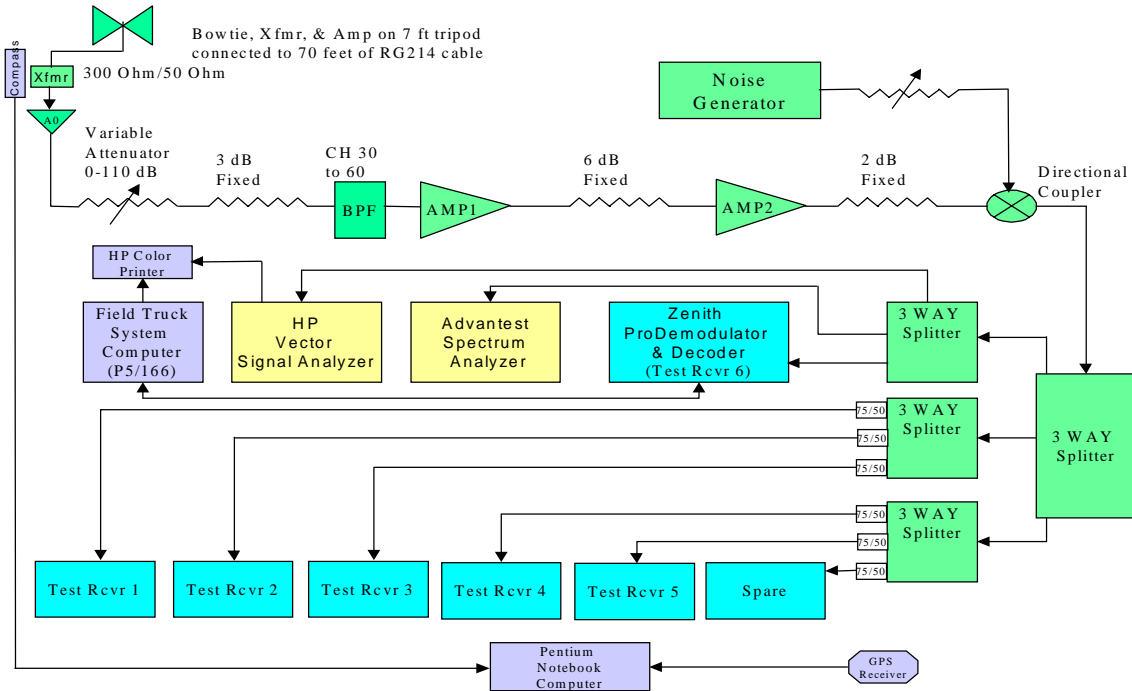 Bowtie, Xfmr, & Amp on 7 ft tripod
connected to 70 feet of RG214 cable
Compass
Xfmr
300 Ohm/50 Ohm
A0
Noise
Generator
Variable
Attenuator
0-110 dB
3 dB
Fixed
CH 30
to 60
BPF
AMP1
6 dB
Fixed
AMP2
2 dB
Fixed
Directional
Coupler
HP Color
Printer
Field Truck
System
Computer
(P5/166)
HP
Vector
Signal Analyzer
Advantest
Spectrum
Analyzer
Zenith
ProDemodulator
& Decoder
(Test Rcvr 6)
3 WAY
Splitter
3 WAY
Splitter
75/50
75/50
75/50
3 WAY
Splitter
3 WAY
Splitter
75/50
75/50
75/50
Test Rcvr 1
Test Rcvr 2
Test Rcvr 3
Test Rcvr 4
Test Rcvr 5
Spare
Pentium
Notebook
Computer
GPS
Receiver